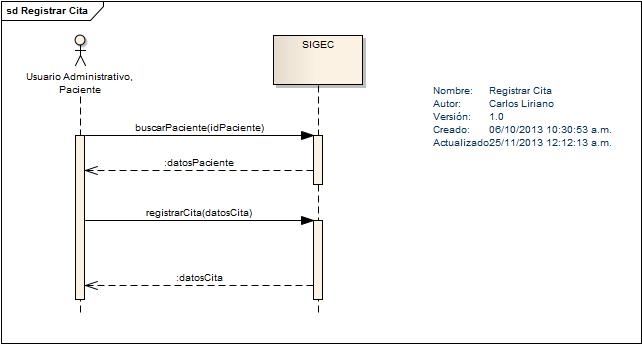 sd Registrar Cita
Usuario Administrativo,
Paciente
SIGEC
buscarPaciente(idPaciente)
:datosPaciente
registrarCita(datosCita)
:datosCita
Nombre: Registrar Cita
Autor: Carlos Liriano
Versión: 1.0
Creado: 06/10/2013 10:30:53 a.m.
Actualizado25/11/2013 12:12:13 a.m.